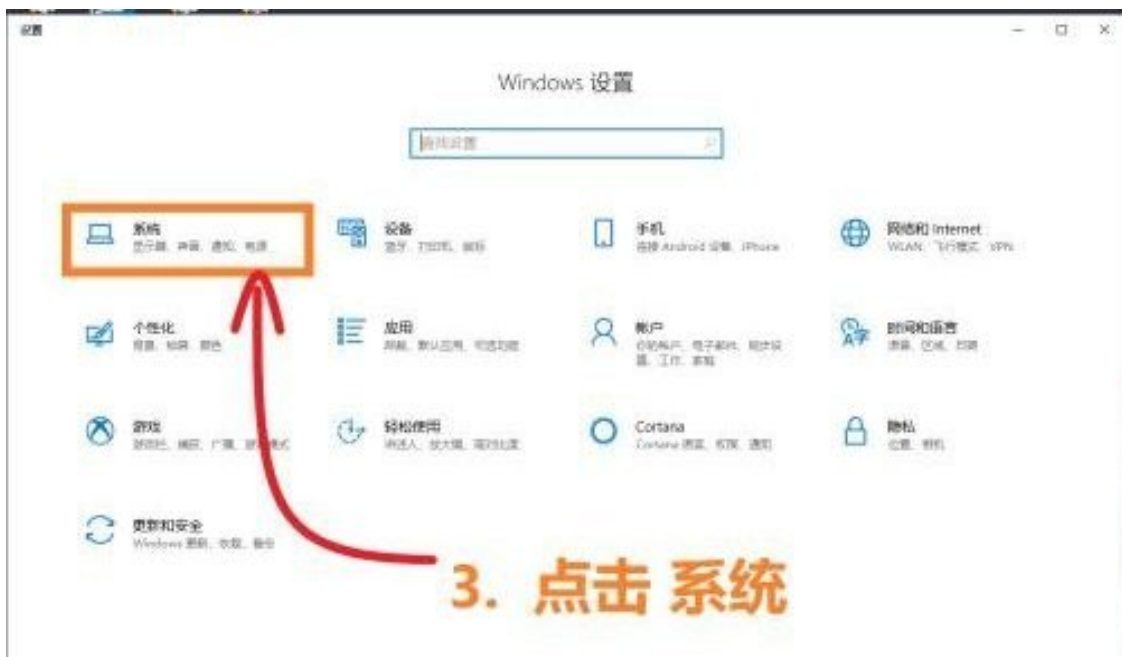 设置
Windows 设置
查找设置
系统
显示器、声音、通知、电源
设备
蓝牙、打印机、鼠标
手机
连接 Android 设备、iPhone
网络和 Internet
WLAN、飞行模式、VPN
个性化
背景、锁屏、颜色
应用
卸载、默认应用、可选功能
帐户
你的帐户、电子邮件、同步设
置、工作、家庭
时间和语言
语音、区域、日期
游戏
游戏栏、捕获、广播、游戏模式
轻松使用
讲述人、放大镜、高对比度
Cortana
Cortana 语言、权限、通知
隐私
位置、相机
更新和安全
Windows 更新、恢复、备份
3. 点击 系统